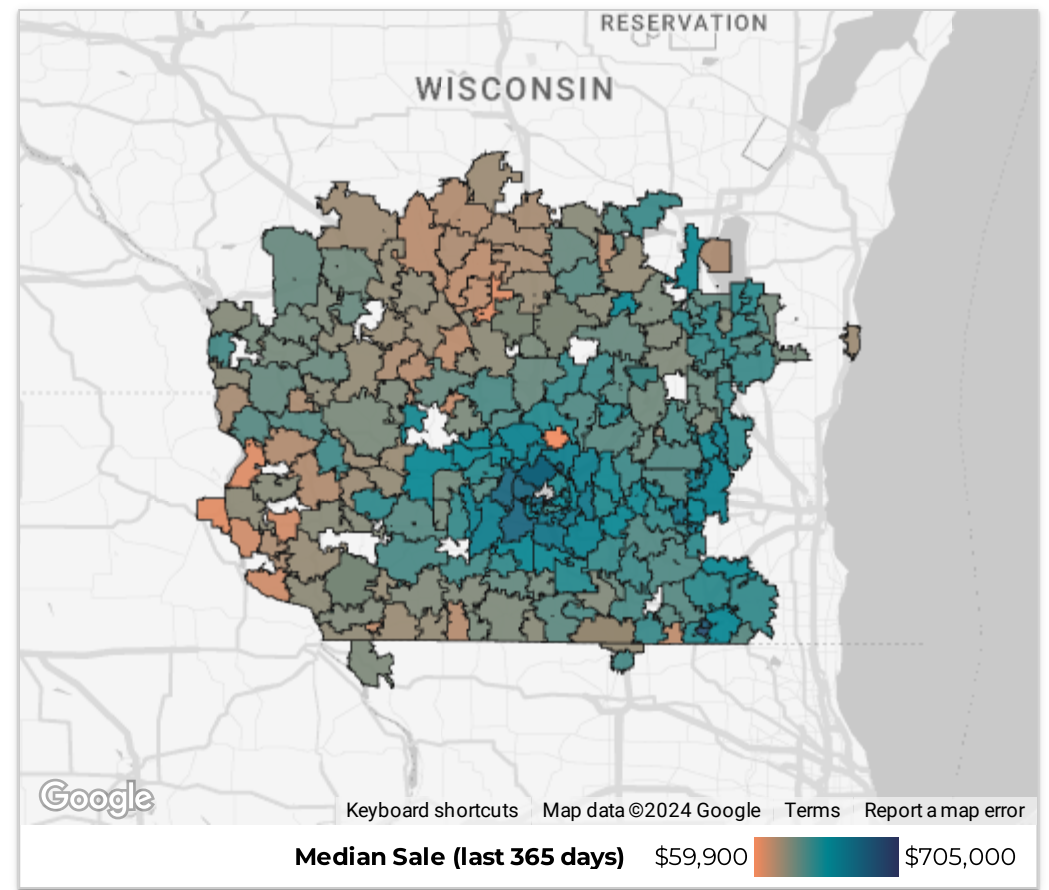 RESERVATION
WISCONSIN
Google
Keyboard shortcuts Map data ©2024 Google Terms Report a map error
Median Sale (last 365 days) $59,900 $705,000